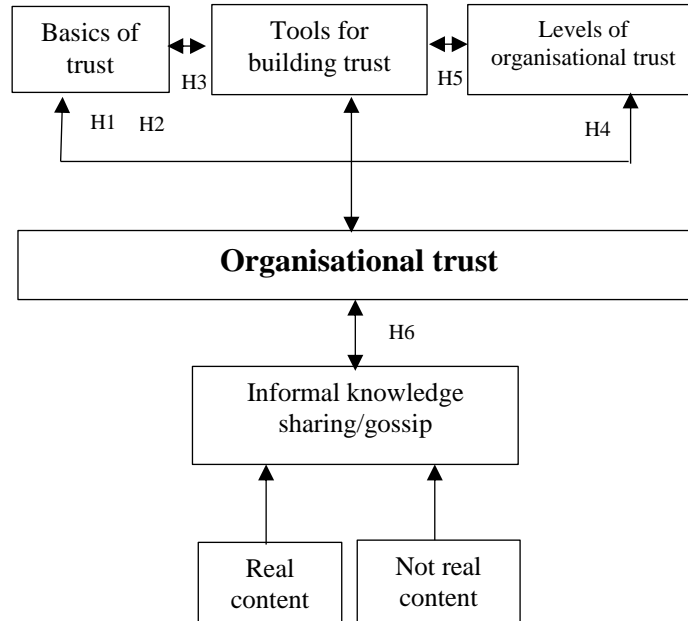 Basics of
trust
Tools for
building trust
Levels of
organisational trust
H3
H5
H1 H2
H4
Organisational trust
H6
Informal knowledge
sharing/gossip
Real
content
Not real
content